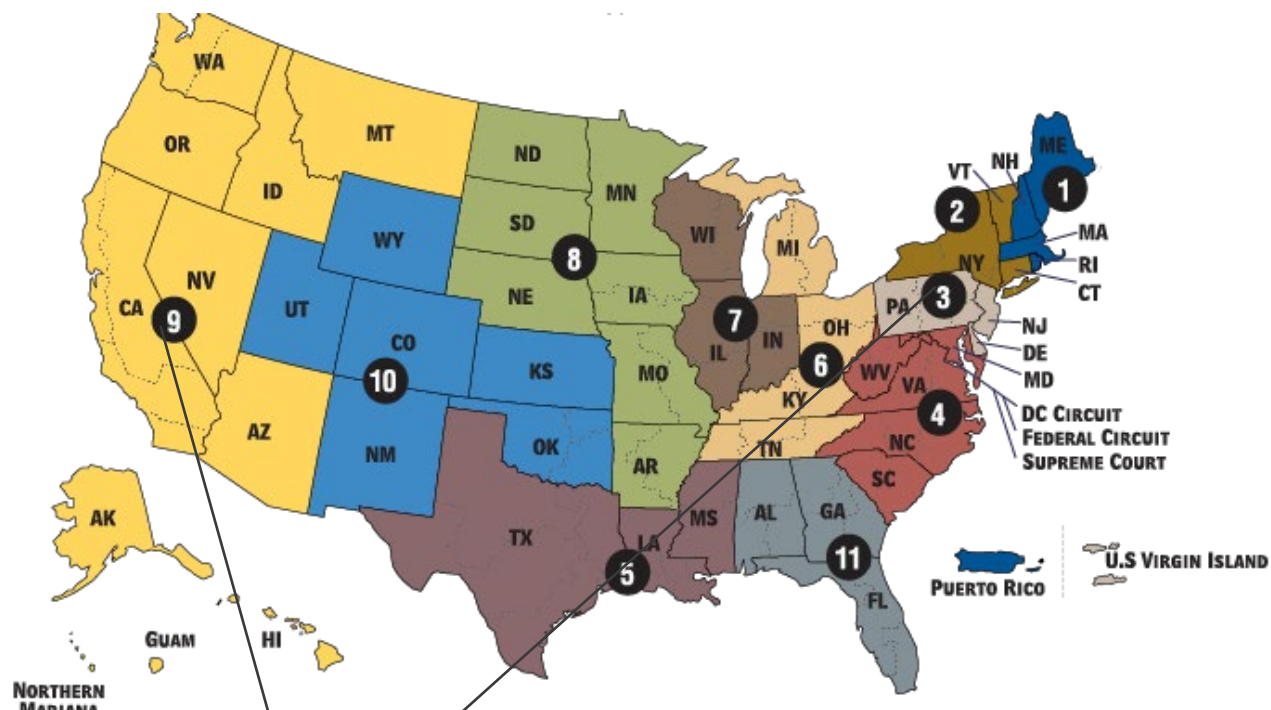 WA
MT
OR
ND
ID
MN
VT
NH
ME
1
2
MA
SD
WI
WY
MI
8
NY
RI
NV
CT
NE
IA
3
CA
9
UT
7
PA
NJ
OH
IN
DE
CO
IL
6
MD
KS
MO
WV
VA
10
KY
4
DC CIRCUIT
FEDERAL CIRCUIT
SUPREME COURT
AZ
NM
OK
TN
NC
AR
SC
AK
TX
MS
AL
GA
LA
11
U.S VIRGIN ISLAND
5
PUERTO RICO
FL
GUAM
HI
NORTHERN
MARIANA